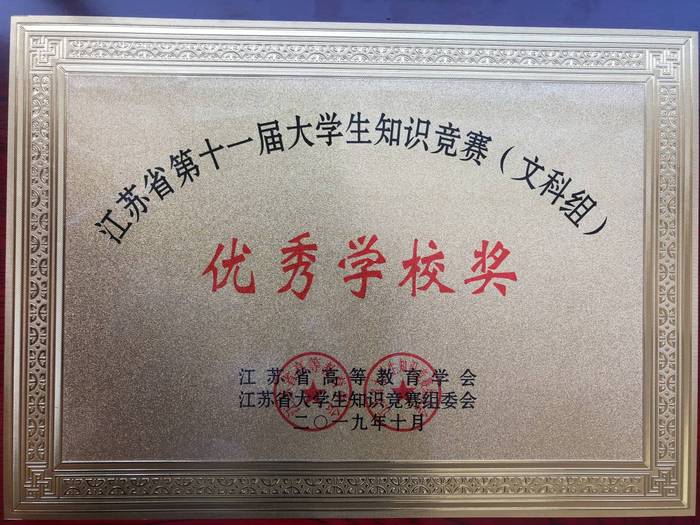 江苏省第十一届大学生知识竞赛（文科组）
优秀学校奖
江苏省高等教育学会
江苏省大学生知识竞赛组委会
二〇一九年十月